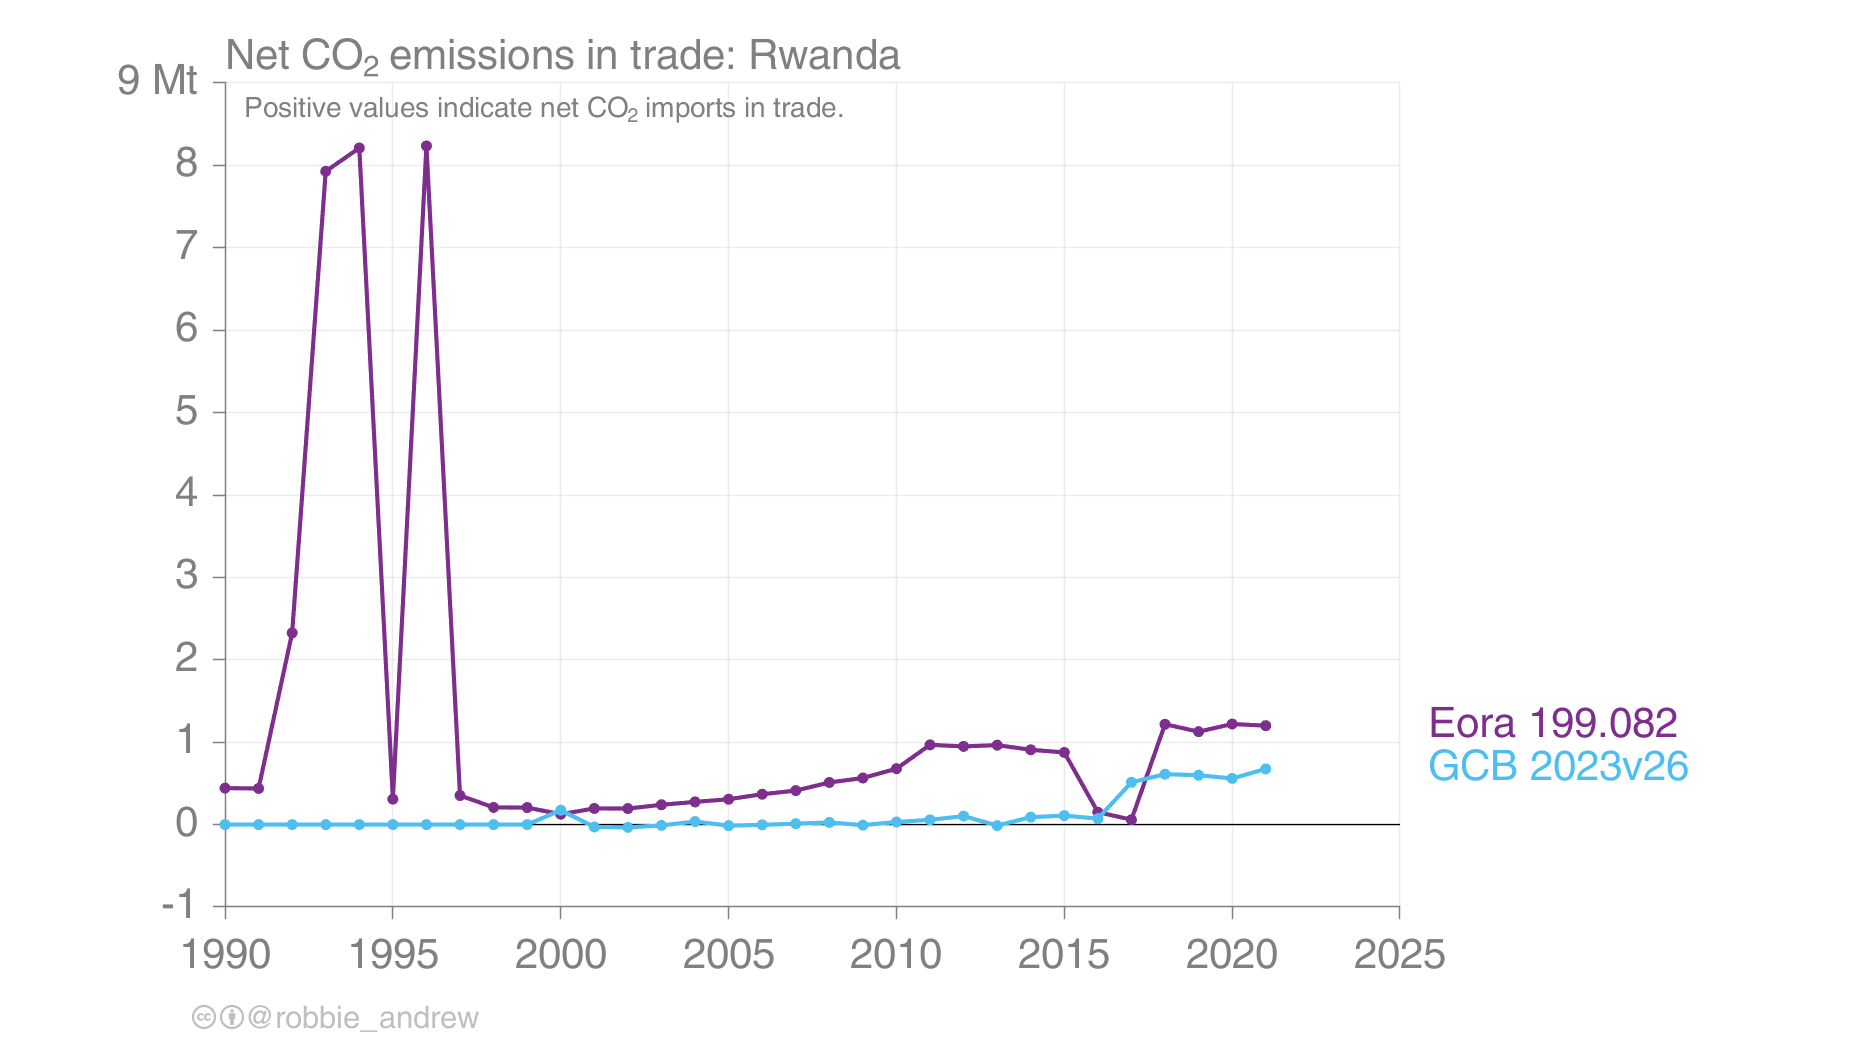 Net CO₂ emissions in trade: Rwanda
9 Mt
Positive values indicate net CO₂ imports in trade.
8
7
6
5
4
3
2
1
0
-1
Eora 199.082
GCB 2023v26
1990 1995 2000 2005 2010 2015 2020 2025
cc @robbie_andrew